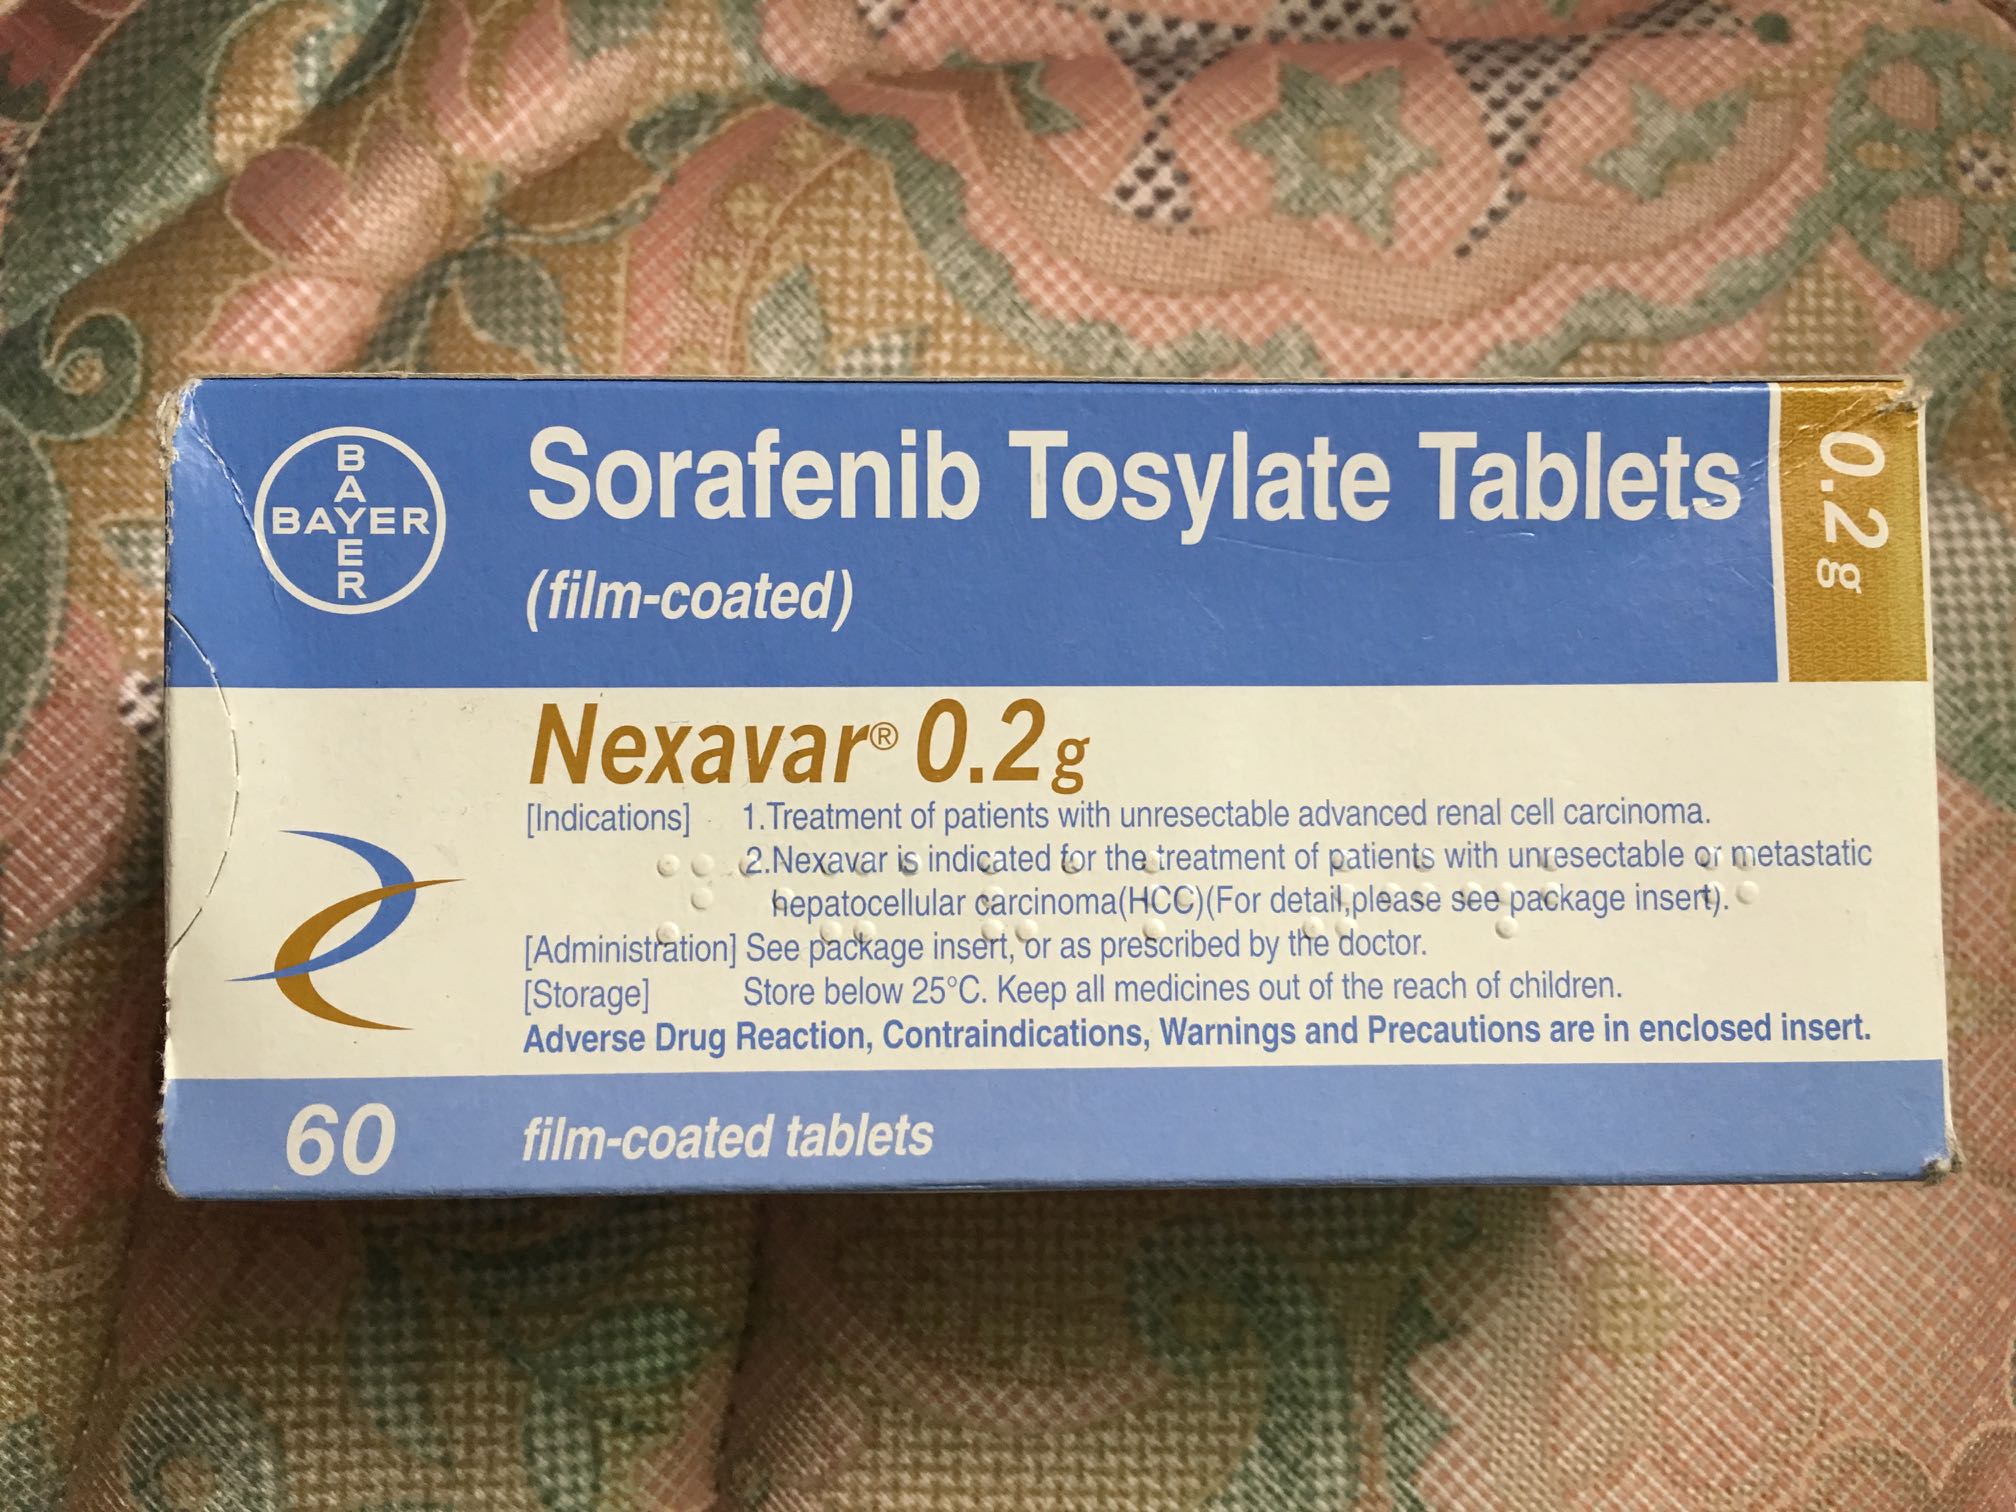 BAYER
BAYER
Sorafenib Tosylate Tablets
(film-coated)
0.2 g
Nexavar® 0.2 g
[Indications] 1.Treatment of patients with unresectable advanced renal cell carcinoma.
2.Nexavar is indicated for the treatment of patients with unresectable or metastatic
hepatocellular carcinoma(HCC)(For detail,please see package insert).
[Administration] See package insert, or as prescribed by the doctor.
[Storage] Store below 25°C. Keep all medicines out of the reach of children.
Adverse Drug Reaction, Contraindications, Warnings and Precautions are in enclosed insert.
60 film-coated tablets